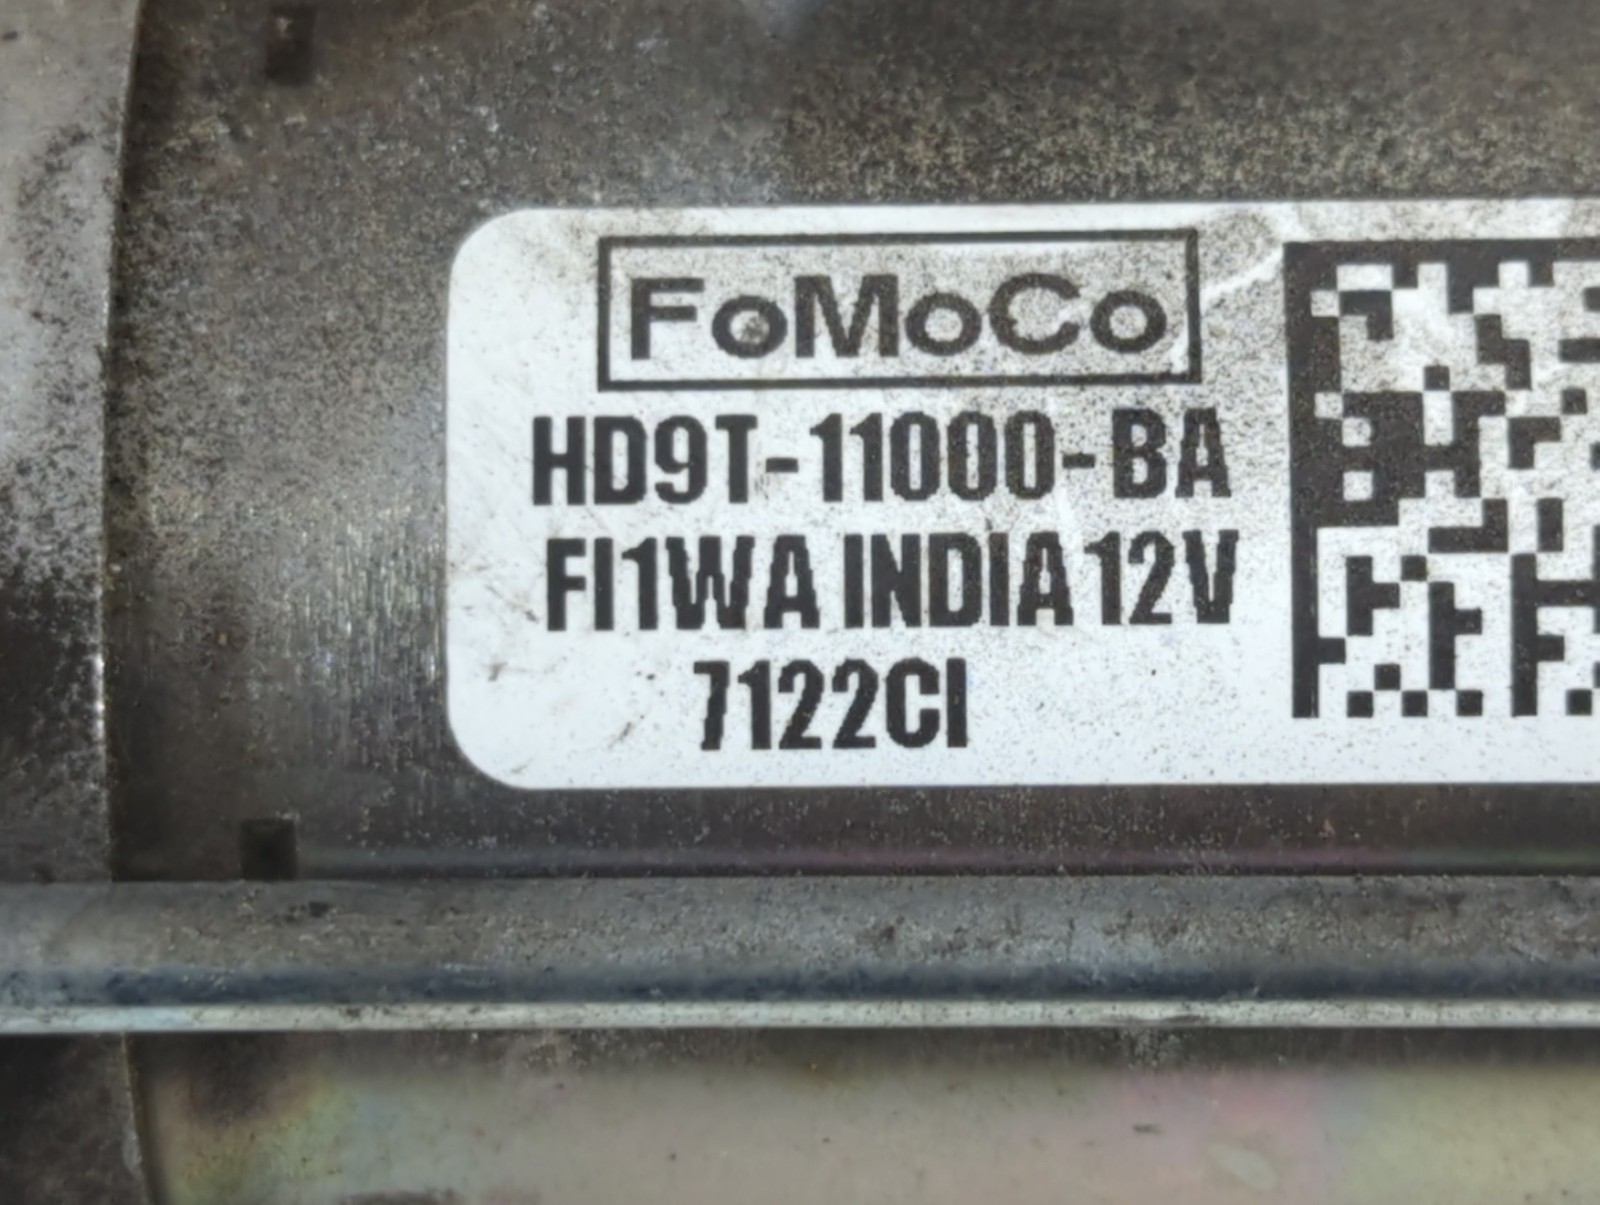 FoMoCo
HD9T-11000-BA
FI1WA INDIA 12V
7122CI